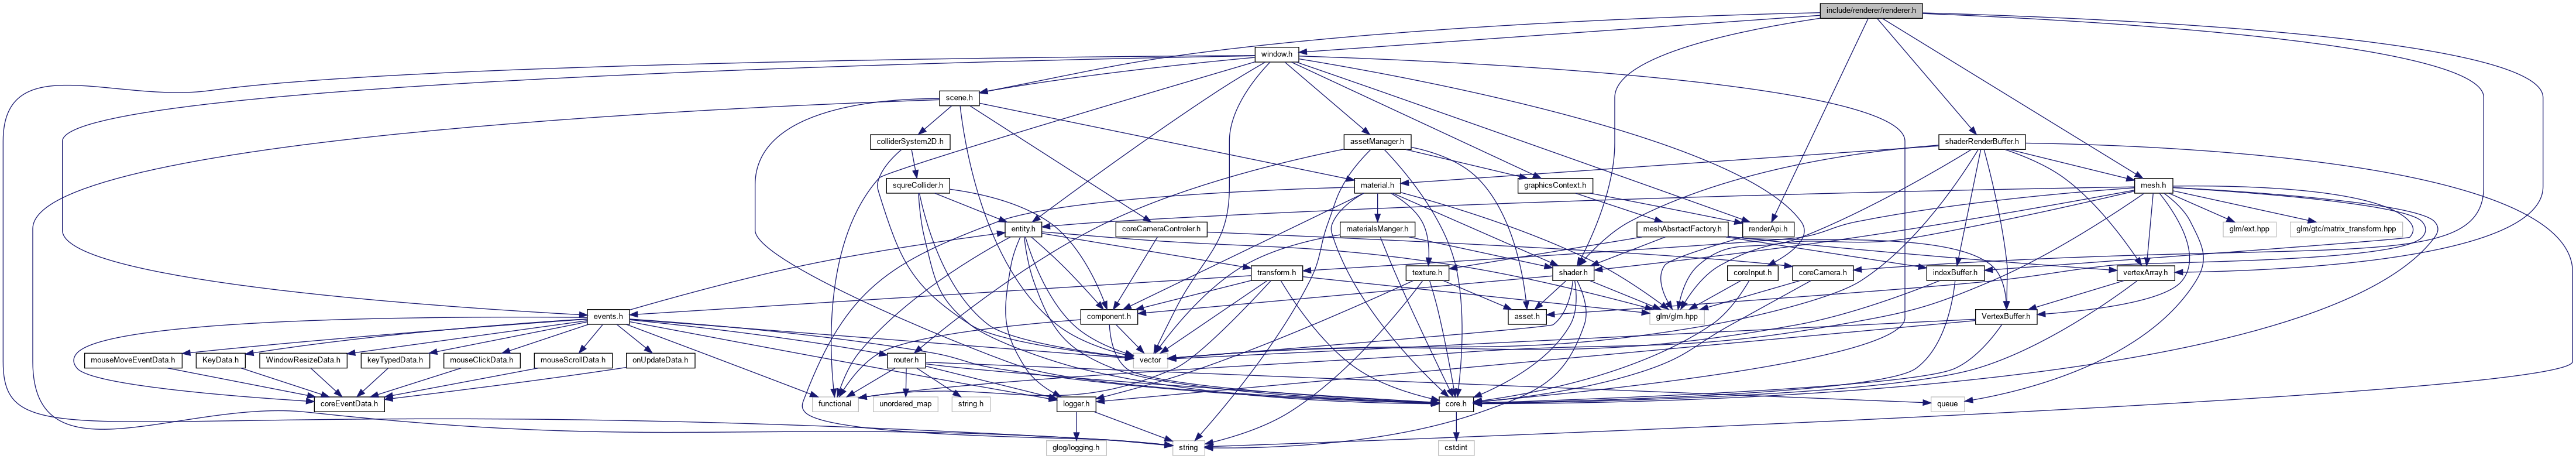 include/renderer/renderer.h
window.h
scene.h
colliderSystem2D.h
assetManager.h
shaderRenderBuffer.h
squreCollider.h
material.h
graphicsContext.h
mesh.h
entity.h
coreCameraControler.h
materialsManger.h
meshAbsrtactFactory.h
renderApi.h
glm/ext.hpp
glm/gtc/matrix_transform.hpp
transform.h
texture.h
shader.h
coreInput.h
coreCamera.h
indexBuffer.h
vertexArray.h
events.h
component.h
asset.h
glm/glm.hpp
VertexBuffer.h
mouseMoveEventData.h
KeyData.h
WindowResizeData.h
keyTypedData.h
mouseClickData.h
mouseScrollData.h
onUpdateData.h
router.h
vector
coreEventData.h
functional
unordered_map
string.h
logger.h
core.h
queue
glog/logging.h
string
cstdint